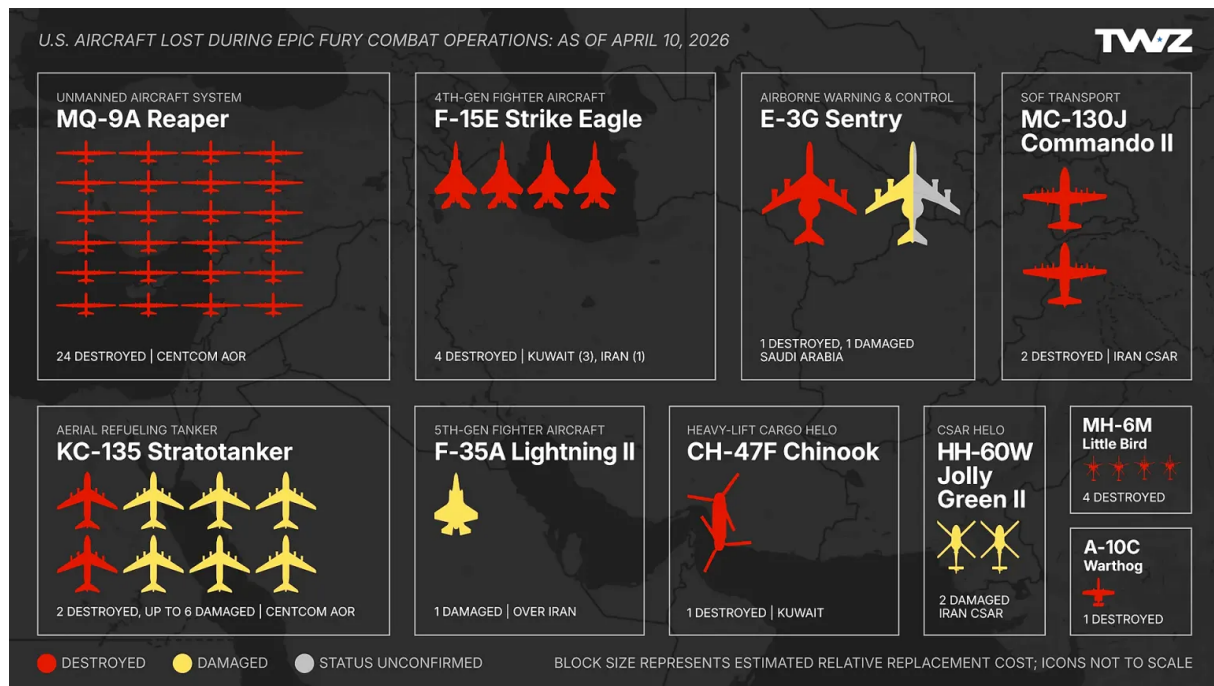 U.S. AIRCRAFT LOST DURING EPIC FURY COMBAT OPERATIONS: AS OF APRIL 10, 2026
TWZ
UNMANNED AIRCRAFT SYSTEM
MQ-9A Reaper
24 DESTROYED | CENTCOM AOR
4TH-GEN FIGHTER AIRCRAFT
F-15E Strike Eagle
4 DESTROYED | KUWAIT (3), IRAN (1)
AIRBORNE WARNING & CONTROL
E-3G Sentry
1 DESTROYED, 1 DAMAGED
SAUDI ARABIA
SOF TRANSPORT
MC-130J
Commando II
2 DESTROYED | IRAN CSAR
AERIAL REFUELING TANKER
KC-135 Stratotanker
2 DESTROYED, UP TO 6 DAMAGED | CENTCOM AOR
5TH-GEN FIGHTER AIRCRAFT
F-35A Lightning II
1 DAMAGED | OVER IRAN
HEAVY-LIFT CARGO HELO
CH-47F Chinook
1 DESTROYED | KUWAIT
CSAR HELO
HH-60W
Jolly
Green II
2 DAMAGED
IRAN CSAR
MH-6M
Little Bird
4 DESTROYED
A-10C
Warthog
1 DESTROYED
DESTROYED
DAMAGED
STATUS UNCONFIRMED
BLOCK SIZE REPRESENTS ESTIMATED RELATIVE REPLACEMENT COST; ICONS NOT TO SCALE